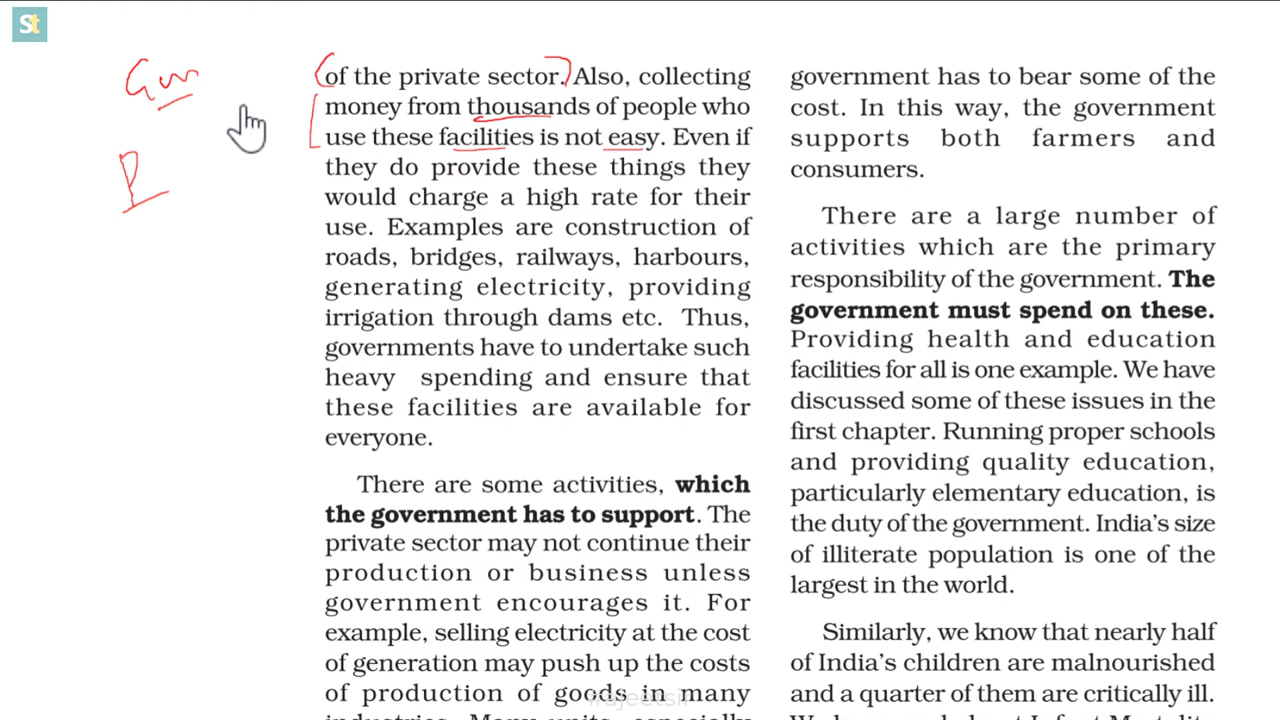 St
Gov
P
of the private sector. Also, collecting
money from thousands of people who
use these facilities is not easy. Even if
they do provide these things they
would charge a high rate for their
use. Examples are construction of
roads, bridges, railways, harbours,
generating electricity, providing
irrigation through dams etc. Thus,
governments have to undertake such
heavy spending and ensure that
these facilities are available for
everyone.
There are some activities, which
the government has to support. The
private sector may not continue their
production or business unless
government encourages it. For
example, selling electricity at the cost
of generation may push up the costs
of production of goods in many
industries. Many units, especially
government has to bear some of the
cost. In this way, the government
supports both farmers and
consumers.
There are a large number of
activities which are the primary
responsibility of the government. The
government must spend on these.
Providing health and education
facilities for all is one example. We have
discussed some of these issues in the
first chapter. Running proper schools
and providing quality education,
particularly elementary education, is
the duty of the government. India's size
of illiterate population is one of the
largest in the world.
Similarly, we know that nearly half
of India's children are malnourished
and a quarter of them are critically ill.